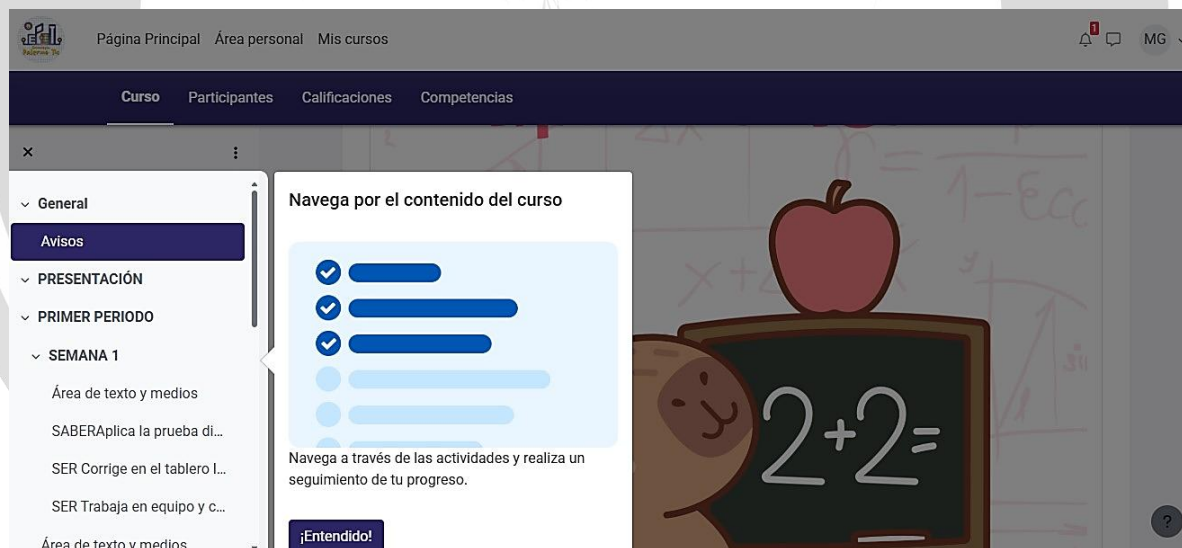 Página Principal Área personal Mis cursos
1
MG
Curso Participantes Calificaciones Competencias
General
Avisos
PRESENTACIÓN
PRIMER PERIODO
SEMANA 1
Área de texto y medios
SABERAplica la prueba di...
SER Corrige en el tablero l...
SER Trabaja en equipo y c...
Área de texto y medios
Navega por el contenido del curso
Navega a través de las actividades y realiza un
seguimiento de tu progreso.
¡Entendido!
2+2=
?